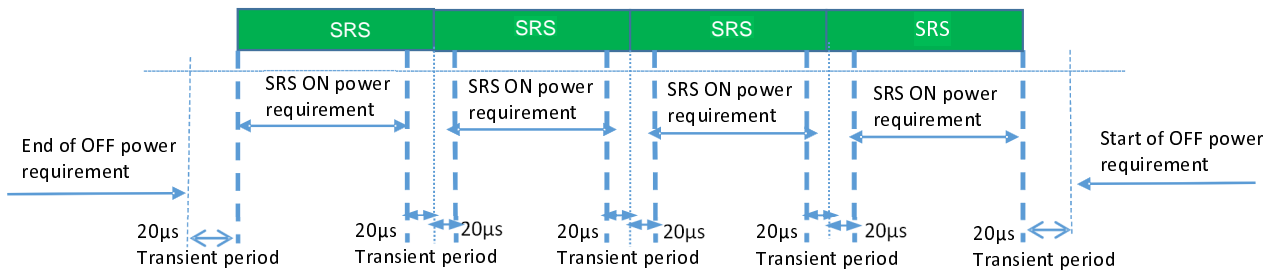 SRS
SRS
SRS
SRS
SRS ON power
requirement
SRS ON power
requirement
SRS ON power
requirement
SRS ON power
requirement
End of OFF power
requirement
Start of OFF power
requirement
20µs
Transient period
20µs
20µs
Transient period
20µs
20µs
Transient period
20µs
20µs
Transient period
20µs
Transient period